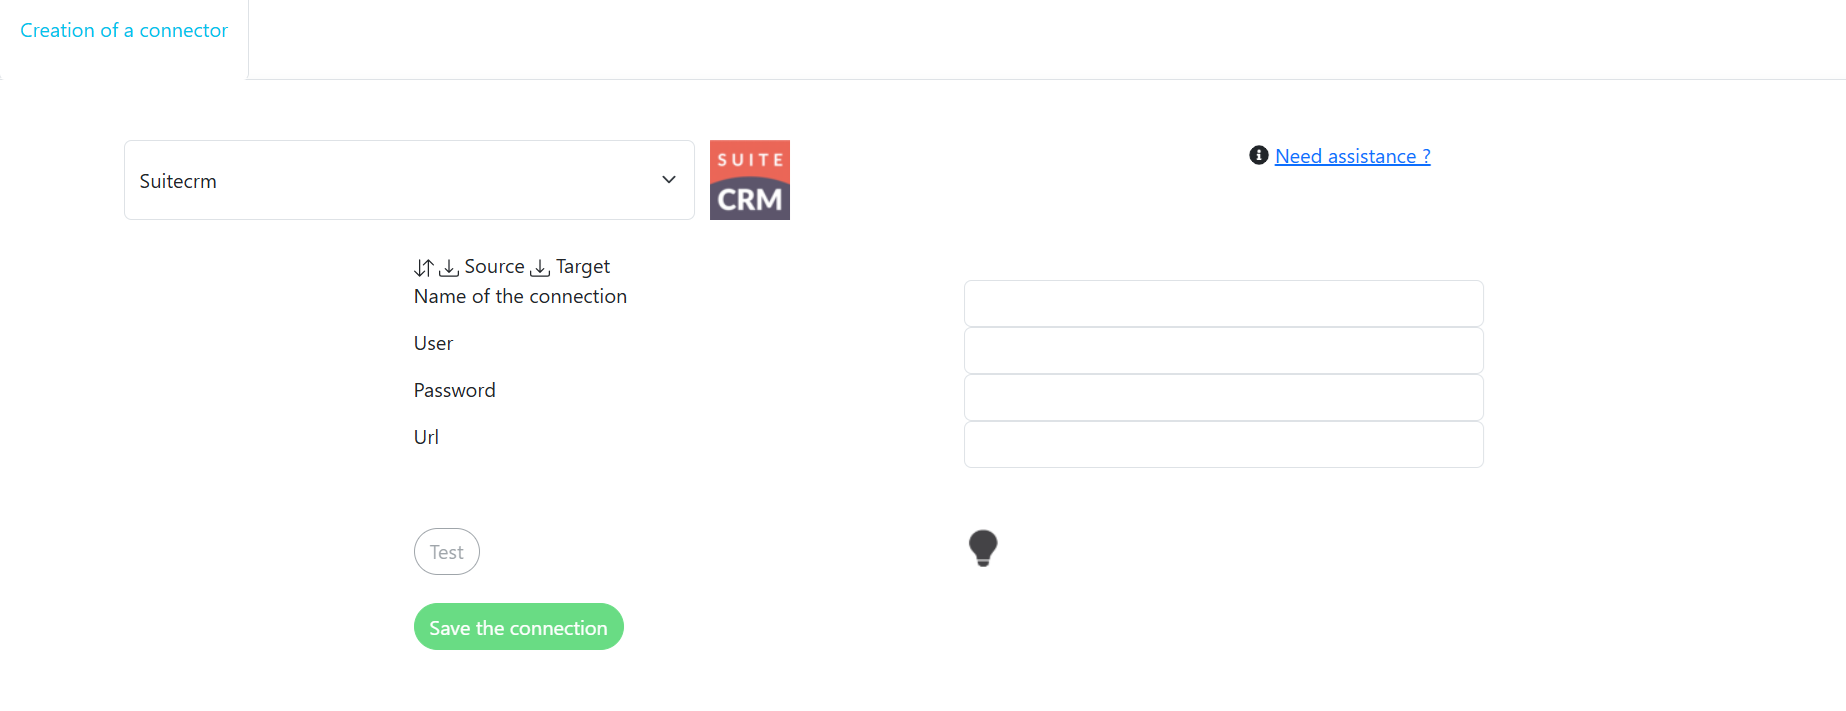 Creation of a connector
Suitecrm
SUITE
CRM
Need assistance ?
Source Target
Name of the connection
User
Password
Url
Test
Save the connection